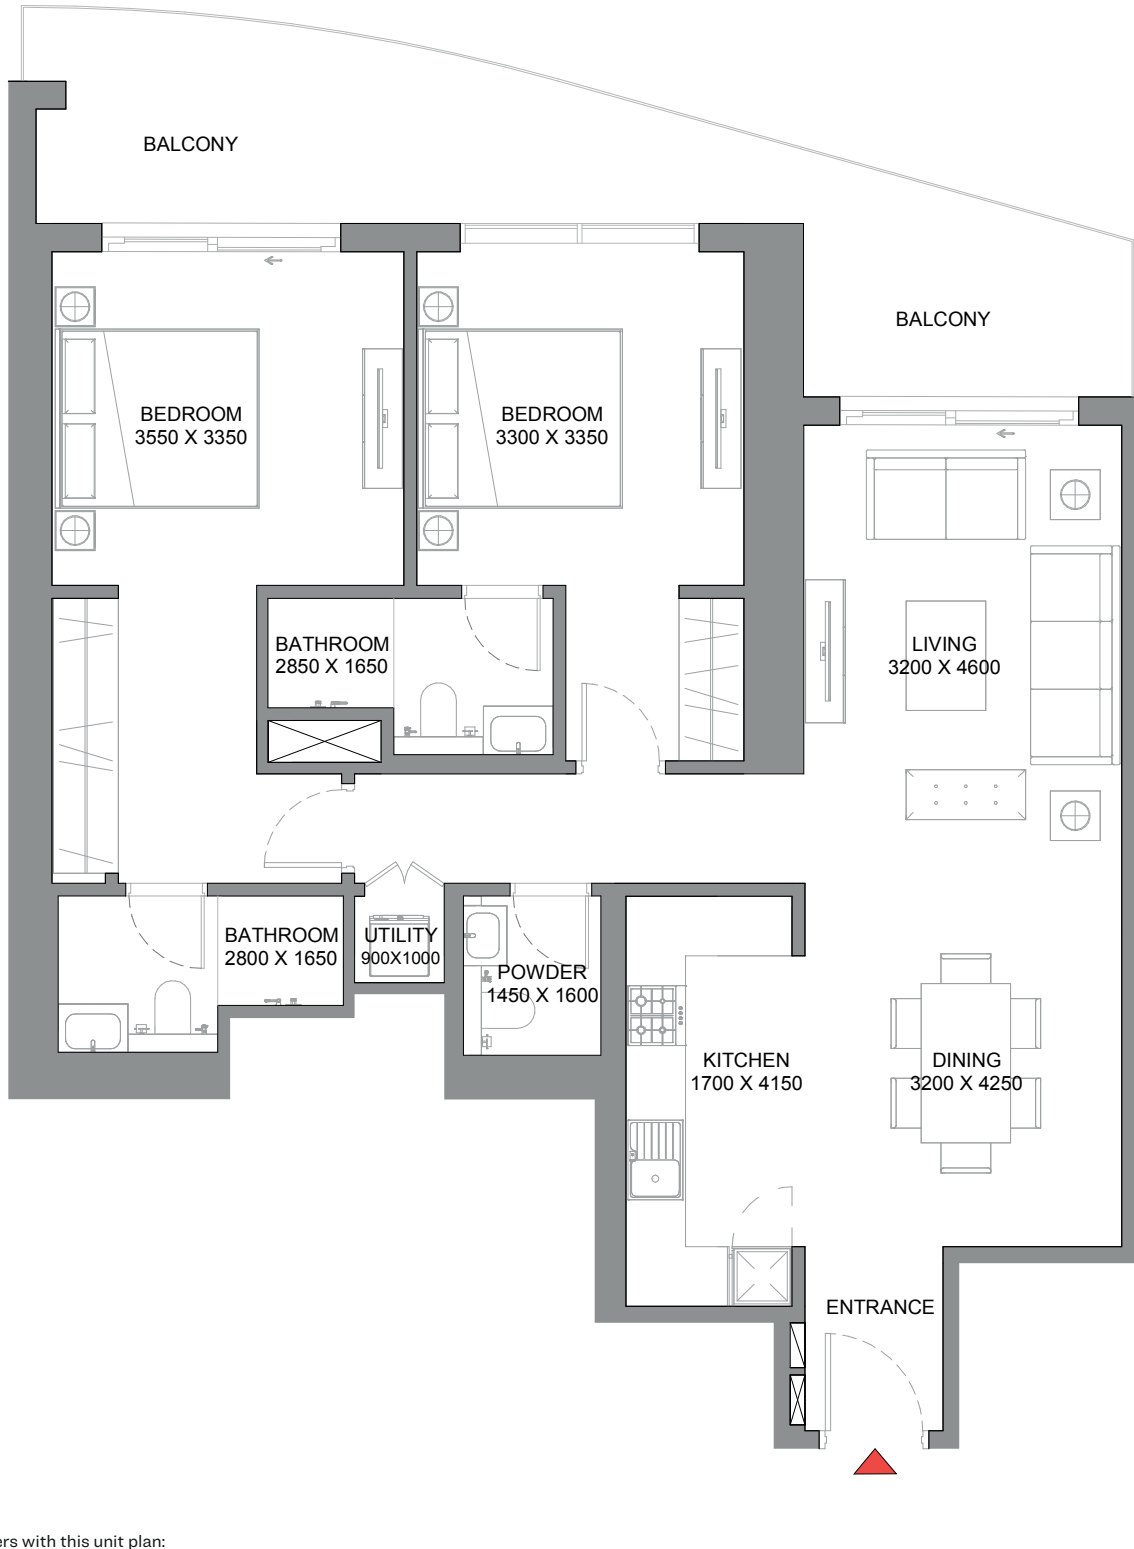 BALCONY
BALCONY
BEDROOM
3550 X 3350
BEDROOM
3300 X 3350
BATHROOM
2850 X 1650
LIVING
3200 X 4600
BATHROOM
2800 X 1650
UTILITY
900X1000
POWDER
1450 X 1600
KITCHEN
1700 X 4150
DINING
3200 X 4250
ENTRANCE
with this unit plan: